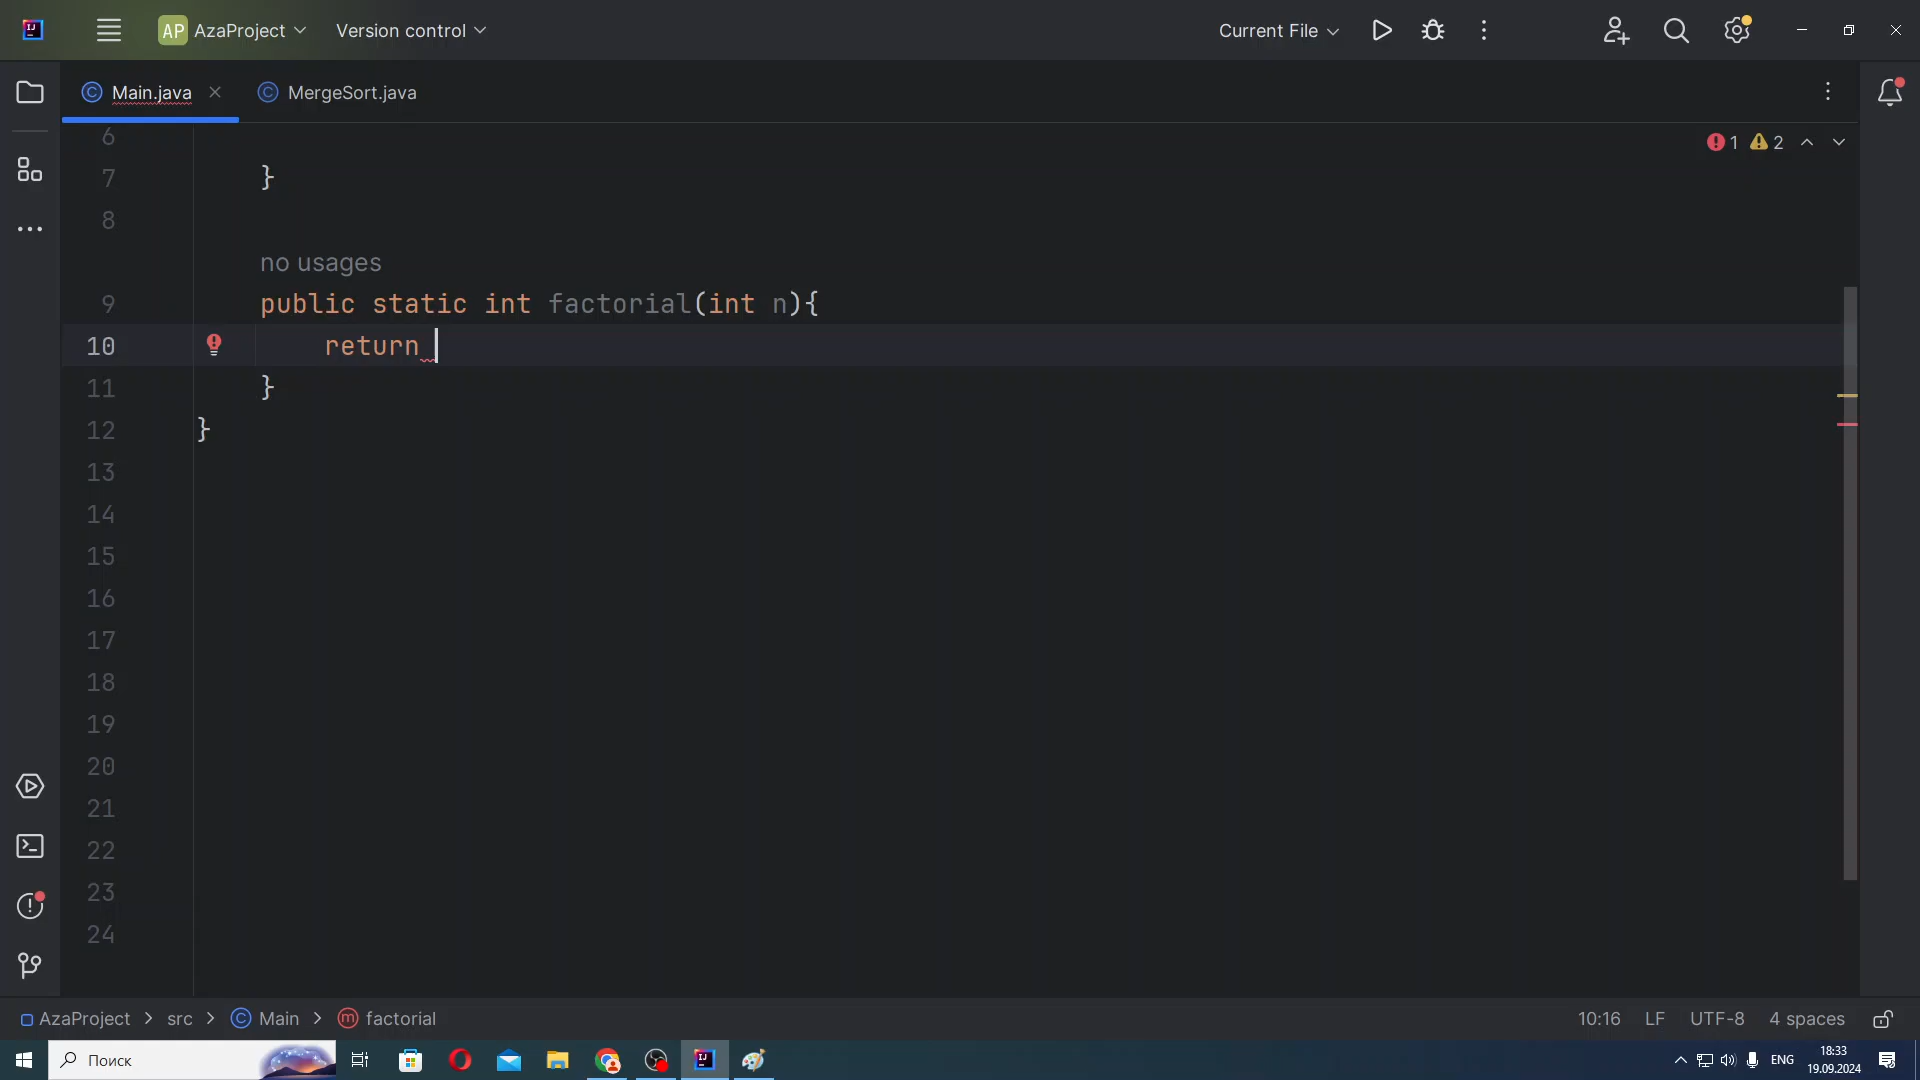 AP AzaProject Version control Current File
Main.java MergeSort.java
6 1 2
7 }
8
no usages
9 public static int factorial(int n){
10 return
11 }
12 }
13
14
15
16
17
18
19
20
21
22
23
24
AzaProject > src > Main > factorial 10:16 LF UTF-8 4 spaces
Поиск ENG 18:33
19.09.2024